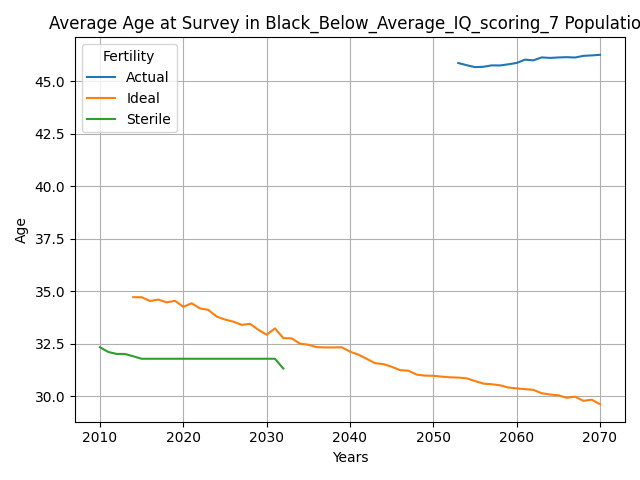 Average Age at Survey in Black_Below_Average_IQ_scoring_7 Populatio
Fertility
Actual
Ideal
Sterile
45.0
42.5
40.0
37.5
35.0
32.5
30.0
Age
2010 2020 2030 2040 2050 2060 2070
Years